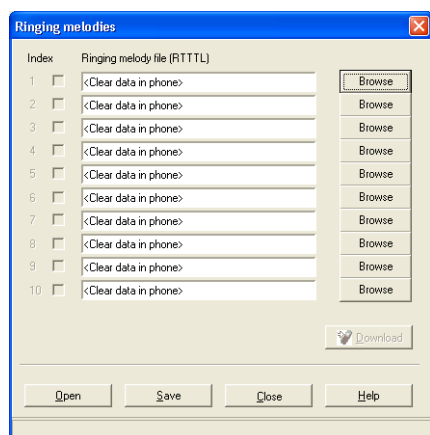 Ringing melodies
Index Ringing melody file (RTTTL)
1 <Clear data in phone> Browse
2 <Clear data in phone> Browse
3 <Clear data in phone> Browse
4 <Clear data in phone> Browse
5 <Clear data in phone> Browse
6 <Clear data in phone> Browse
7 <Clear data in phone> Browse
8 <Clear data in phone> Browse
9 <Clear data in phone> Browse
10 <Clear data in phone> Browse
Download
Open Save Close Help